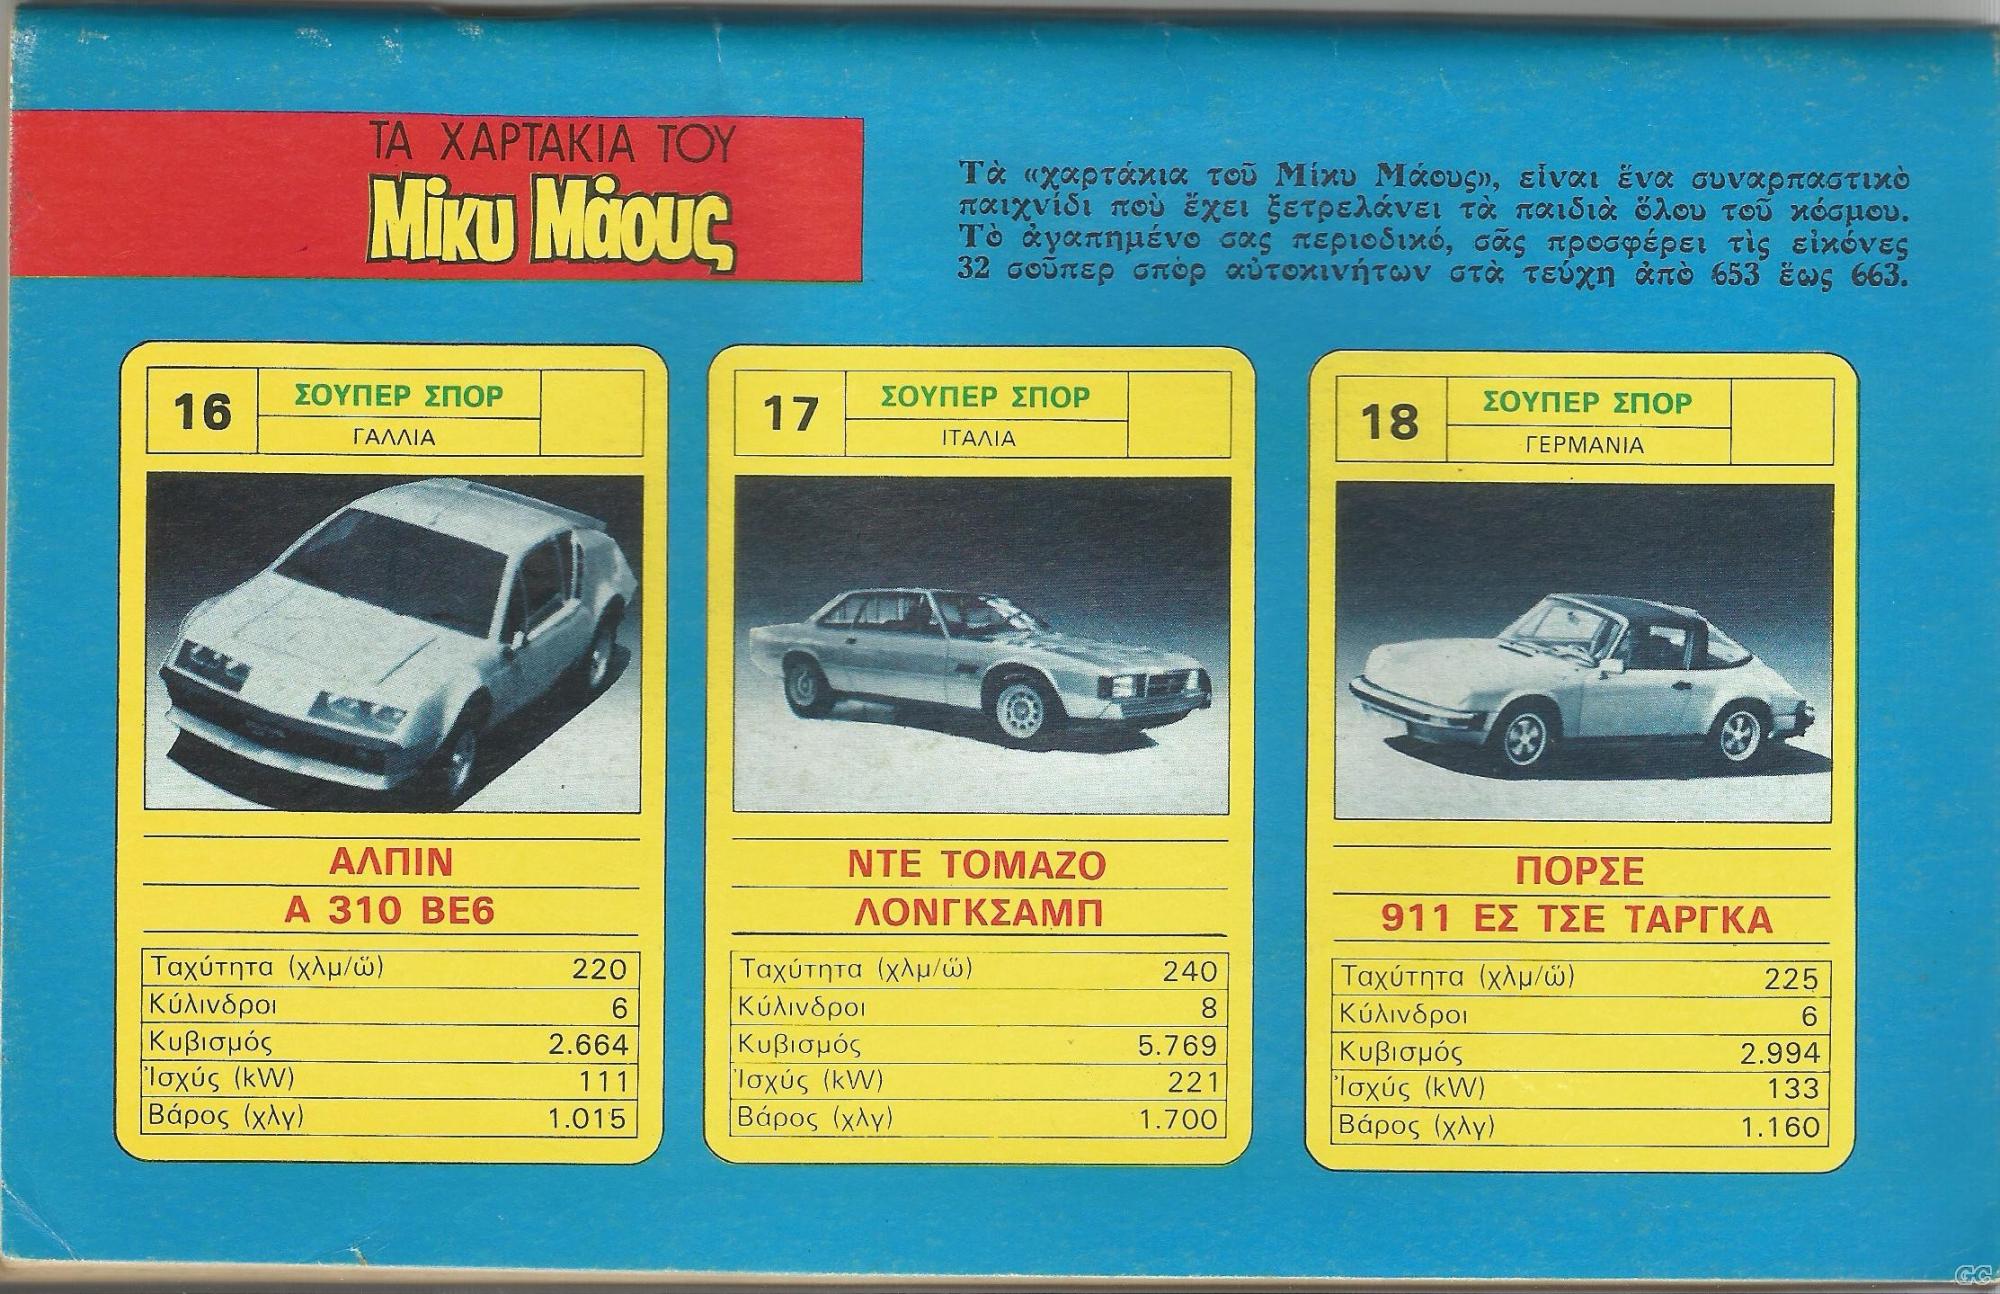 ΤΑ ΧΑΡΤΑΚΙΑ ΤΟΥ
Μίκυ Μάους
Τὰ «χαρτάκια τοῦ Μίκυ Μάους», εἶναι ἕνα συναρπαστικὸ
παιχνίδι ποὺ ἔχει ξετρελάνει τὰ παιδιὰ ὅλου τοῦ κόσμου.
Τὸ ἀγαπημένο σας περιοδικό, σᾶς προσφέρει τὶς εἰκόνες
32 σοῦπερ σπὸρ αὐτοκινήτων στὰ τεύχη ἀπὸ 653 ἕως 663.
16
ΣΟΥΠΕΡ ΣΠΟΡ
ΓΑΛΛΙΑ
ΑΛΠΙΝ
Α 310 ΒΕ6
Ταχύτητα (χλμ/ὥ) 220
Κύλινδροι 6
Κυβισμός 2.664
Ἰσχύς (kW) 111
Βάρος (χλγ) 1.015
17
ΣΟΥΠΕΡ ΣΠΟΡ
ΙΤΑΛΙΑ
ΝΤΕ ΤΟΜΑΖΟ
ΛΟΝΓΚΣΑΜΠ
Ταχύτητα (χλμ/ὥ) 240
Κύλινδροι 8
Κυβισμός 5.769
Ἰσχύς (kW) 221
Βάρος (χλγ) 1.700
18
ΣΟΥΠΕΡ ΣΠΟΡ
ΓΕΡΜΑΝΙΑ
ΠΟΡΣΕ
911 ΕΣ ΤΣΕ ΤΑΡΓΚΑ
Ταχύτητα (χλμ/ὥ) 225
Κύλινδροι 6
Κυβισμός 2.994
Ἰσχύς (kW) 133
Βάρος (χλγ) 1.160
GC